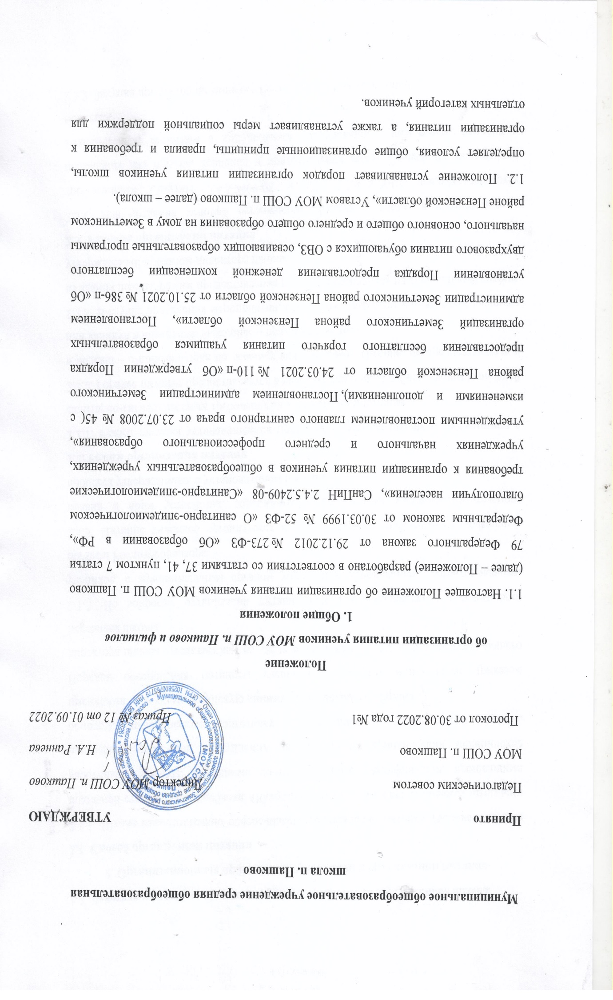 Муниципальное общеобразовательное учреждение средняя общеобразовательная
школа п. Пашково
Принято УТВЕРЖДАЮ
Педагогическим советом Директор МОУ СОШ п. Пашково
МОУ СОШ п. Пашково Н.А. Раннева
Протокол от 30.08.2022 года №1 Приказ № 12 от 01.09.2022
Положение
об организации питания учеников МОУ СОШ п. Пашково и филиалов
1. Общие положения
1.1. Настоящее Положение об организации питания учеников МОУ СОШ п. Пашково
(далее – Положение) разработано в соответствии со статьями 37, 41, пунктом 7 статьи
79 Федерального закона от 29.12.2012 № 273-ФЗ «Об образовании в РФ»,
Федеральным законом от 30.03.1999 № 52-ФЗ «О санитарно-эпидемиологическом
благополучии населения», СанПиН 2.4.5.2409-08 «Санитарно-эпидемиологические
требования к организации питания учеников в общеобразовательных учреждениях,
учреждениях начального и среднего профессионального образования»,
утвержденными постановлением главного санитарного врача от 23.07.2008 № 45( с
изменениями и дополнениями), Постановлением администрации Земетчинского
района Пензенской области от 24.03.2021 № 110-п «Об утверждении Порядка
предоставления бесплатного горячего питания учащимся образовательных
организаций Земетчинского района Пензенской области», Постановлением
администрации Земетчинского района Пензенской области от 25.10.2021 № 386-п «Об
установлении Порядка предоставления денежной компенсации бесплатного
двухразового питания обучающихся с ОВЗ, осваивающих образовательные программы
начального, основного общего и среднего общего образования на дому в Земетчинском
районе Пензенской области», Уставом МОУ СОШ п. Пашково (далее – школа).
1.2. Положение устанавливает порядок организации питания учеников школы,
определяет условия, общие организационные принципы, правила и требования к
организации питания, а также устанавливает меры социальной поддержки для
отдельных категорий учеников.